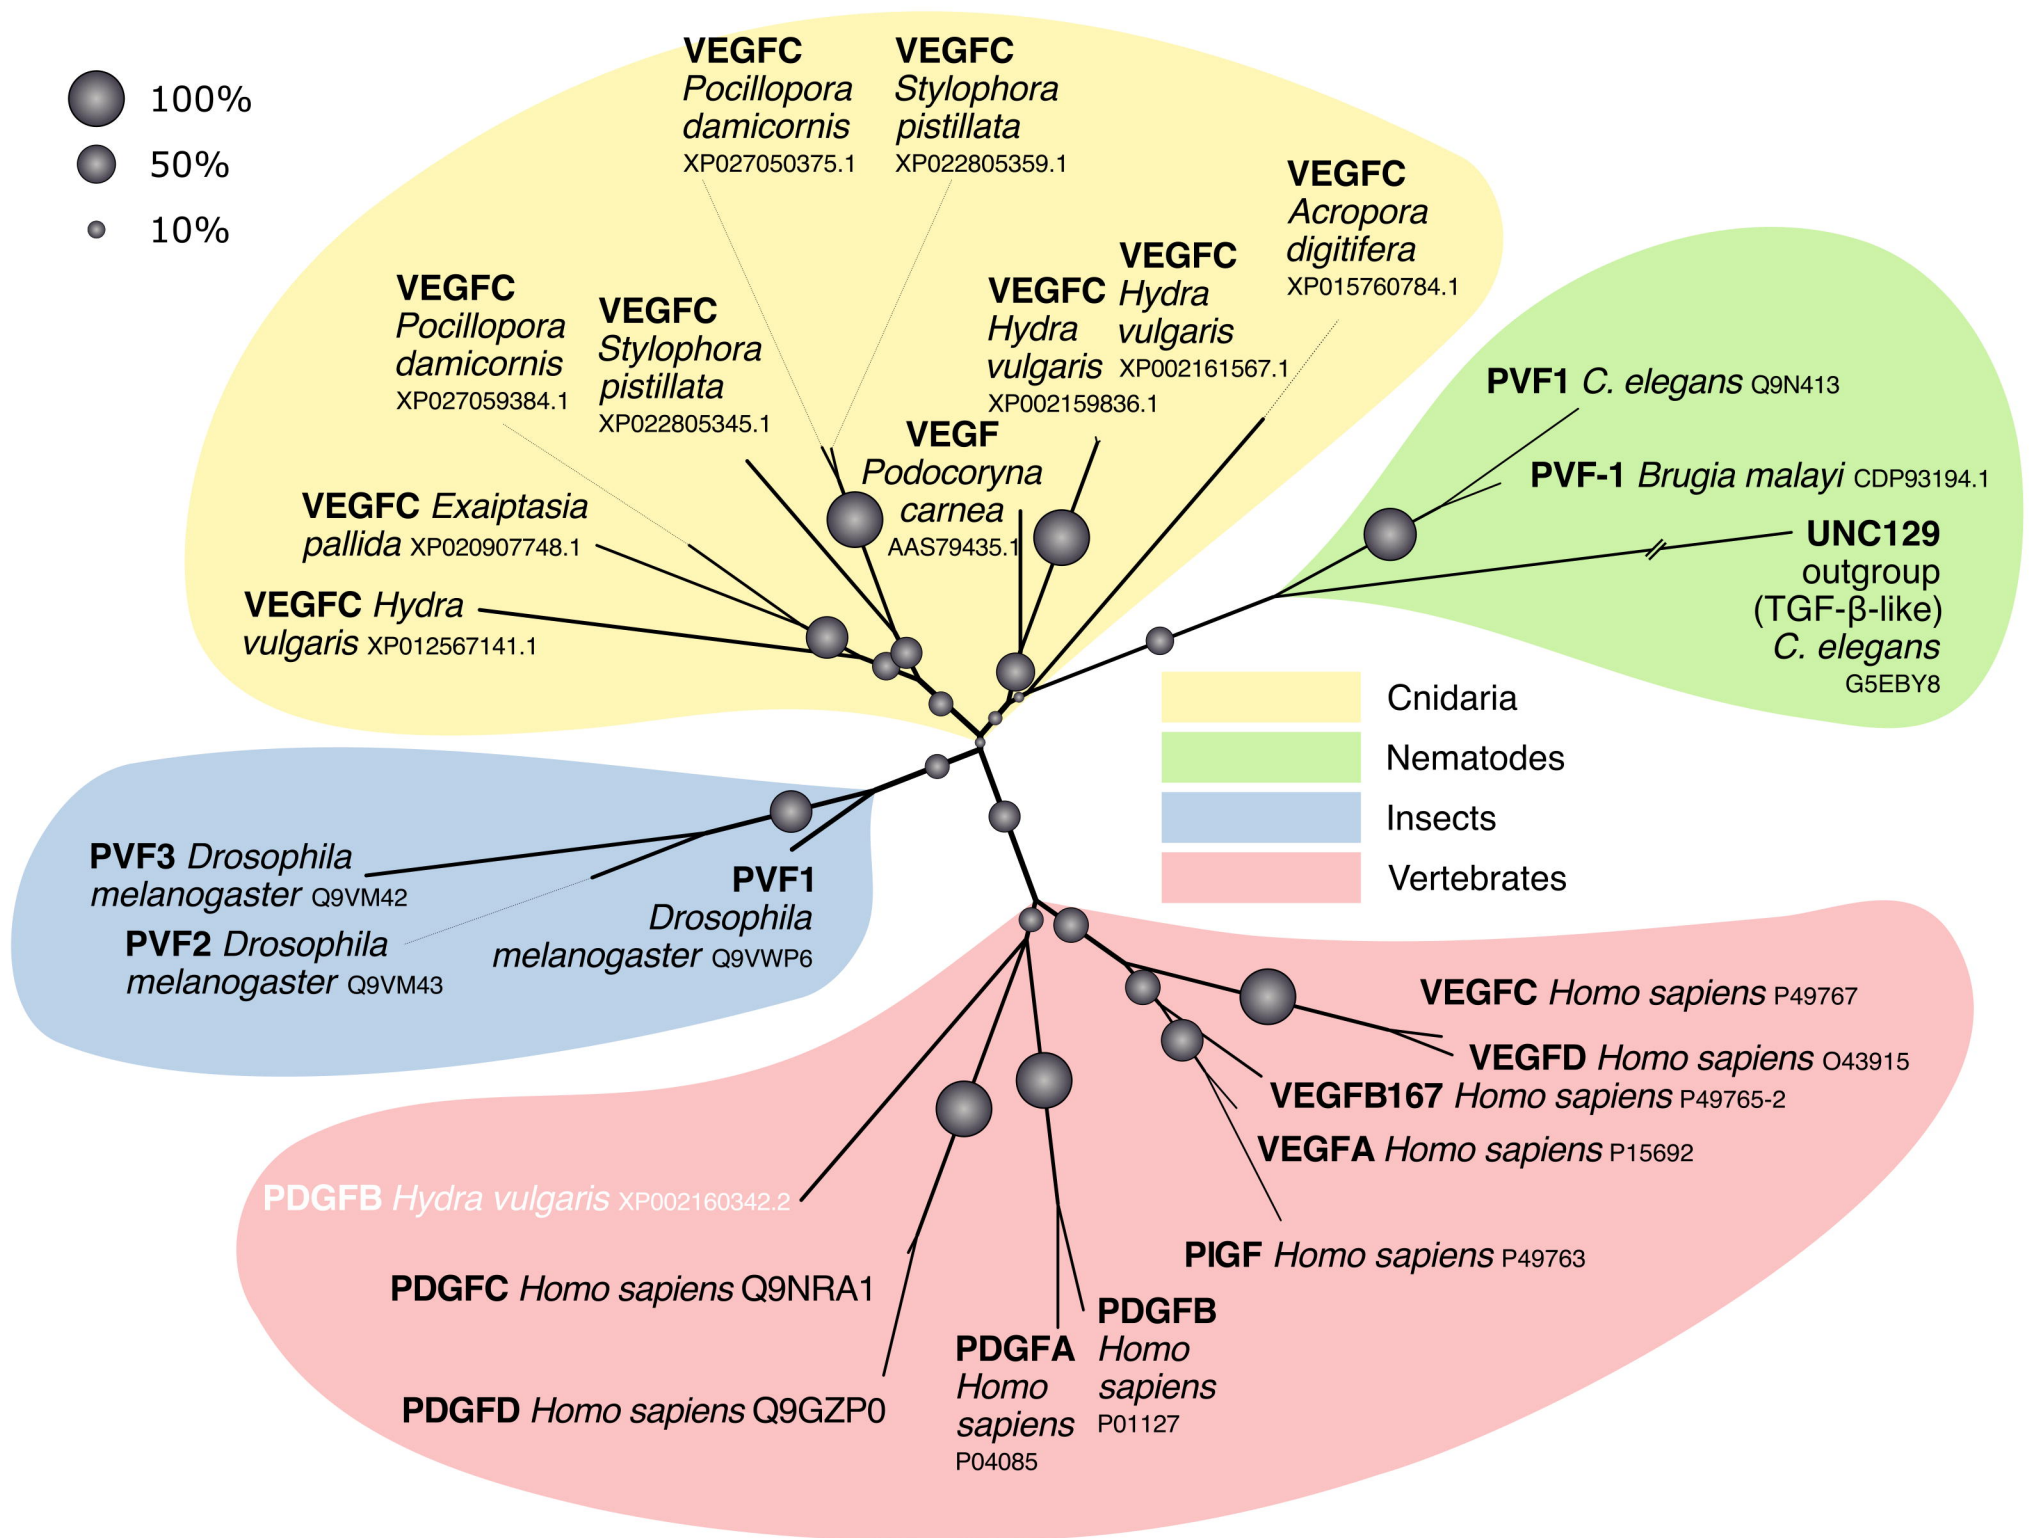 100%
50%
10%
VEGFC
Pocillopora
damicornis
XP027050375.1
VEGFC
Stylophora
pistillata
XP022805359.1
VEGFC
Acropora
digitifera
XP015760784.1
VEGFC
Hydra
vulgaris
XP002161567.1
VEGFC
Hydra
vulgaris
XP002159836.1
VEGFC
Pocillopora
damicornis
XP027059384.1
VEGFC
Stylophora
pistillata
XP022805345.1
VEGF
Podocoryna
carnea
AAS79435.1
VEGFC Exaiptasia
pallida XP020907748.1
VEGFC Hydra
vulgaris XP012567141.1
PVF1 C. elegans Q9N413
PVF-1 Brugia malayi CDP93194.1
UNC129
outgroup
(TGF-β-like)
C. elegans
G5EBY8
Cnidaria
Nematodes
Insects
Vertebrates
PVF3 Drosophila
melanogaster Q9VM42
PVF2 Drosophila
melanogaster Q9VM43
PVF1
Drosophila
melanogaster Q9VWP6
VEGFC Homo sapiens P49767
VEGFD Homo sapiens O43915
VEGFB167 Homo sapiens P49765-2
VEGFA Homo sapiens P15692
PlGF Homo sapiens P49763
PDGFB Hydra vulgaris XP002160342.2
PDGFC Homo sapiens Q9NRA1
PDGFD Homo sapiens Q9GZP0
PDGFA
Homo
sapiens
P04085
PDGFB
Homo
sapiens
P01127